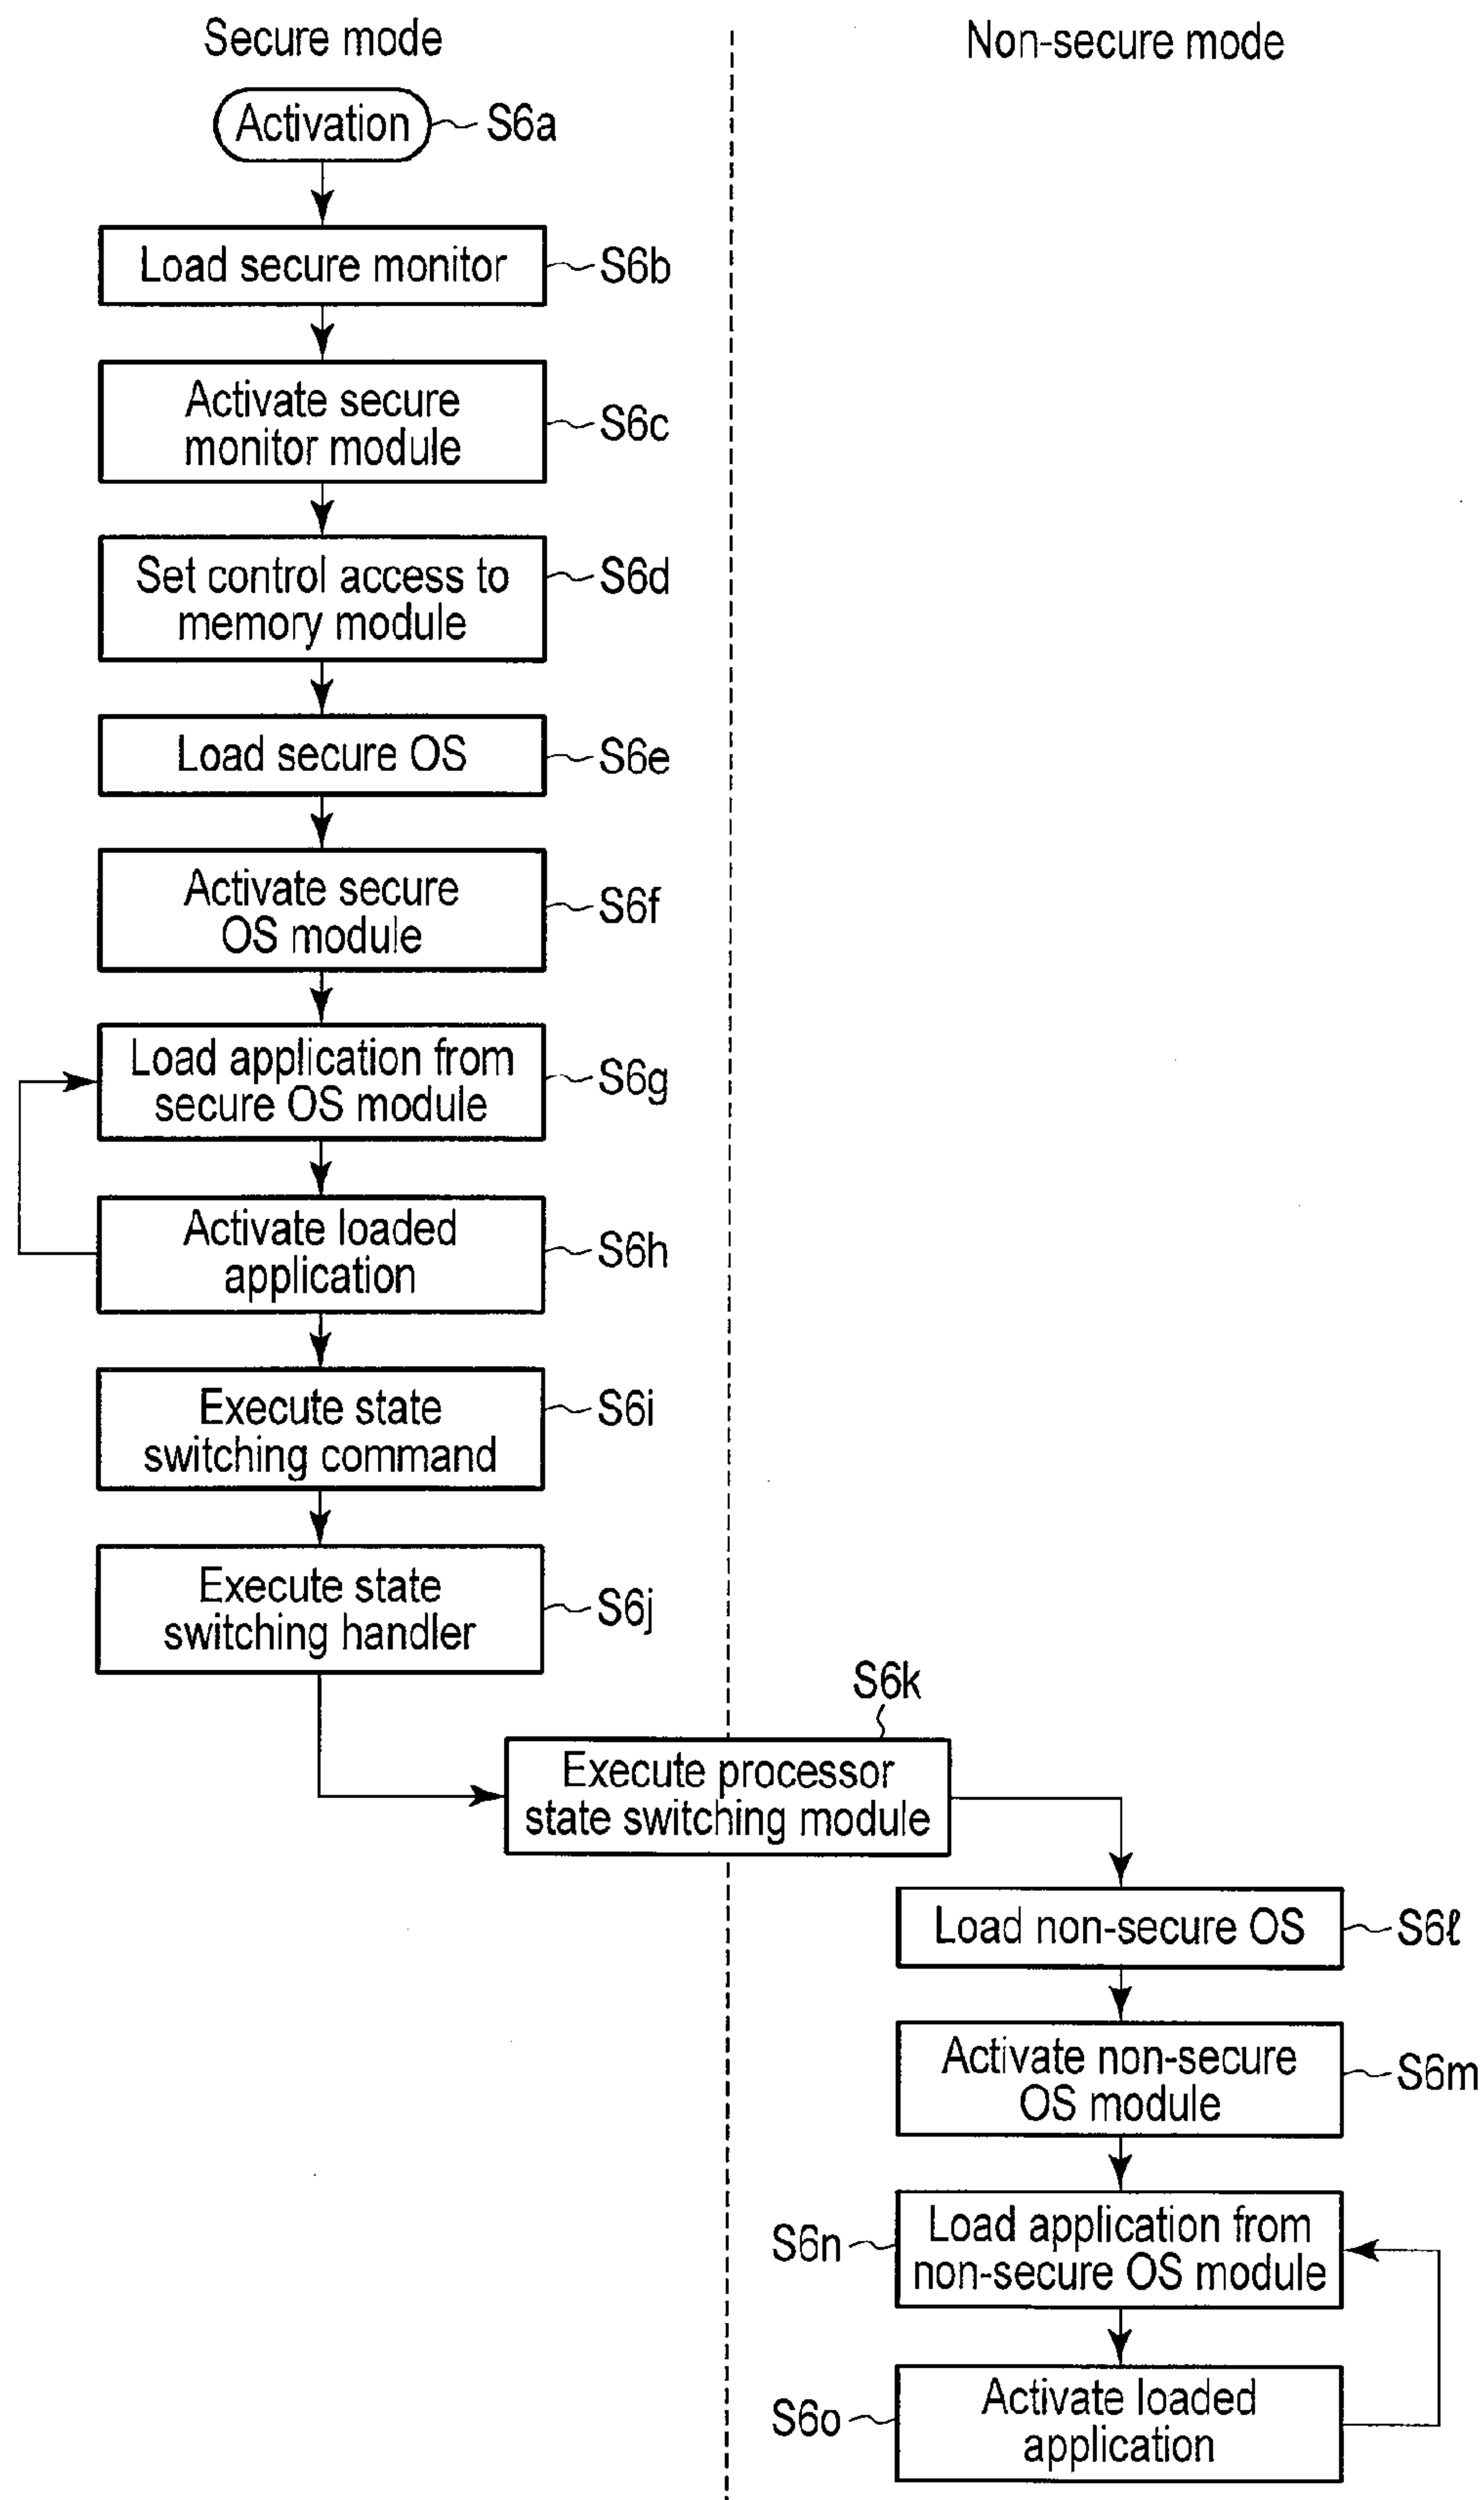 Secure mode
Non-secure mode
Activation
S6a
Load secure monitor
S6b
Activate secure
monitor module
S6c
Set control access to
memory module
S6d
Load secure OS
S6e
Activate secure
OS module
S6f
Load application from
secure OS module
S6g
Activate loaded
application
S6h
Execute state
switching command
S6i
Execute state
switching handler
S6j
S6k
Execute processor
state switching module
Load non-secure OS
S6ℓ
Activate non-secure
OS module
S6m
Load application from
non-secure OS module
S6n
Activate loaded
application
S6o